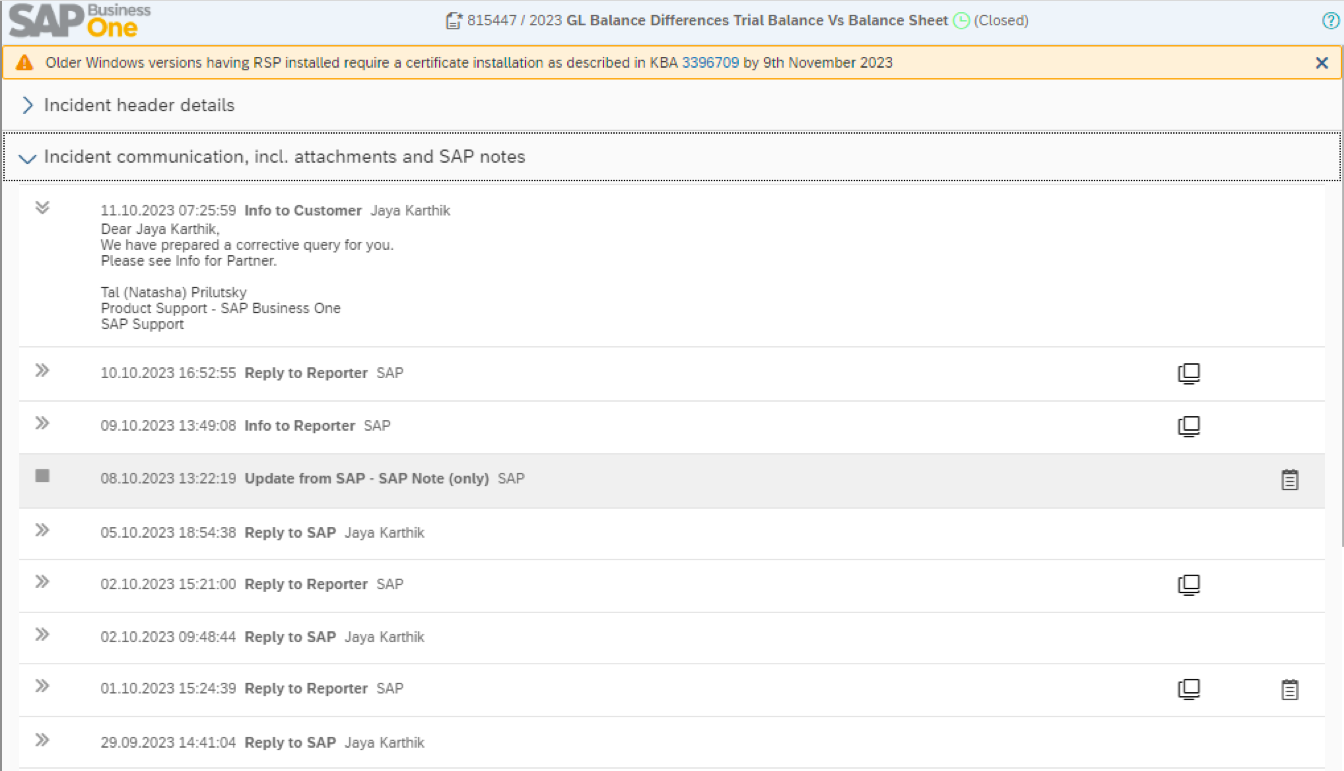 SAP Business One
815447 / 2023 GL Balance Differences Trial Balance Vs Balance Sheet (Closed)
Older Windows versions having RSP installed require a certificate installation as described in KBA 3396709 by 9th November 2023
Incident header details
Incident communication, incl. attachments and SAP notes
11.10.2023 07:25:59 Info to Customer Jaya Karthik
Dear Jaya Karthik,
We have prepared a corrective query for you.
Please see Info for Partner.
Tal (Natasha) Prilutsky
Product Support - SAP Business One
SAP Support
10.10.2023 16:52:55 Reply to Reporter SAP
09.10.2023 13:49:08 Info to Reporter SAP
08.10.2023 13:22:19 Update from SAP - SAP Note (only) SAP
05.10.2023 18:54:38 Reply to SAP Jaya Karthik
02.10.2023 15:21:00 Reply to Reporter SAP
02.10.2023 09:48:44 Reply to SAP Jaya Karthik
01.10.2023 15:24:39 Reply to Reporter SAP
29.09.2023 14:41:04 Reply to SAP Jaya Karthik